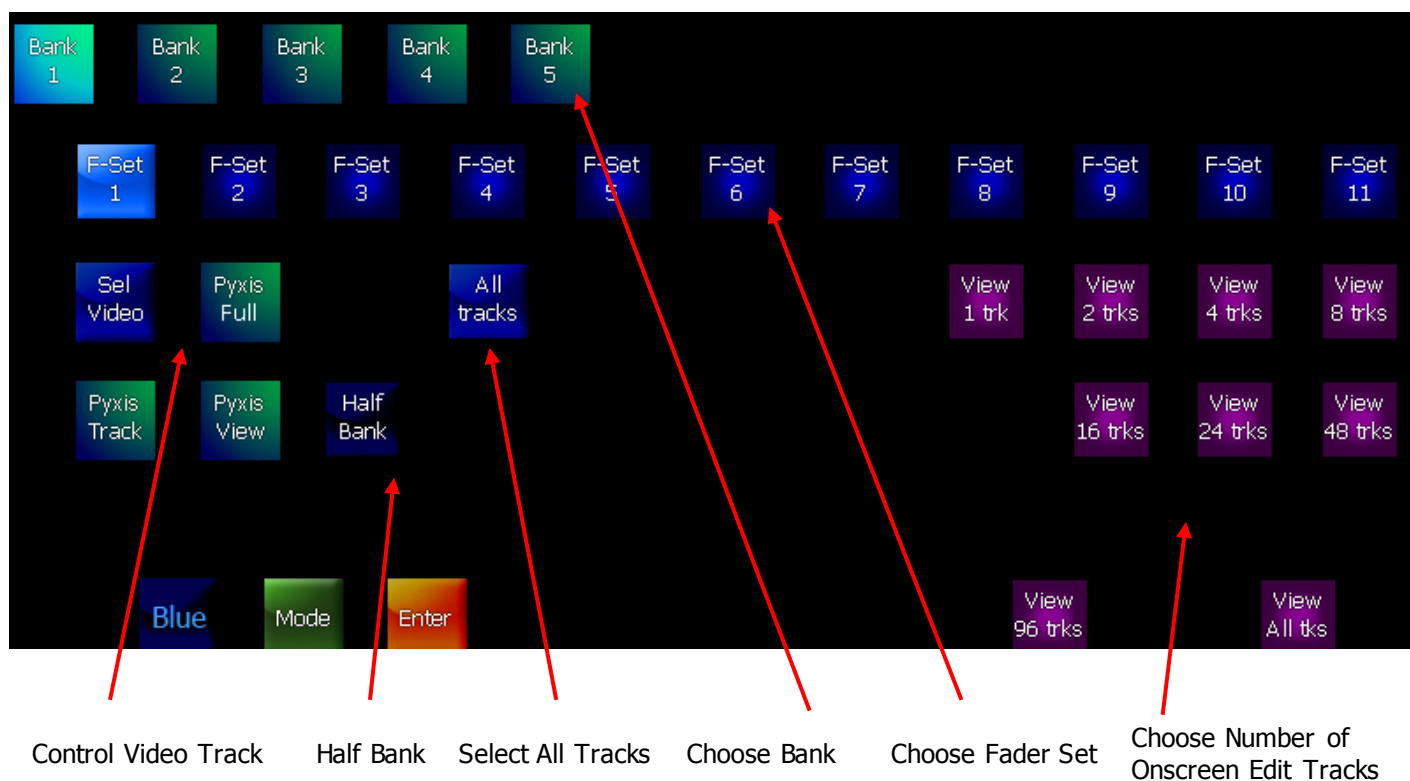 Bank
1
Bank
2
Bank
3
Bank
4
Bank
5
F-Set
1
F-Set
2
F-Set
3
F-Set
4
F-Set
5
F-Set
6
F-Set
7
F-Set
8
F-Set
9
F-Set
10
F-Set
11
Sel
Video
Pyxis
Full
All
tracks
View
1 trk
View
2 trks
View
4 trks
View
8 trks
Pyxis
Track
Pyxis
View
Half
Bank
View
16 trks
View
24 trks
View
48 trks
Blue
Mode
Enter
View
96 trks
View
All tks
Control Video Track
Half Bank
Select All Tracks
Choose Bank
Choose Fader Set
Choose Number of
Onscreen Edit Tracks